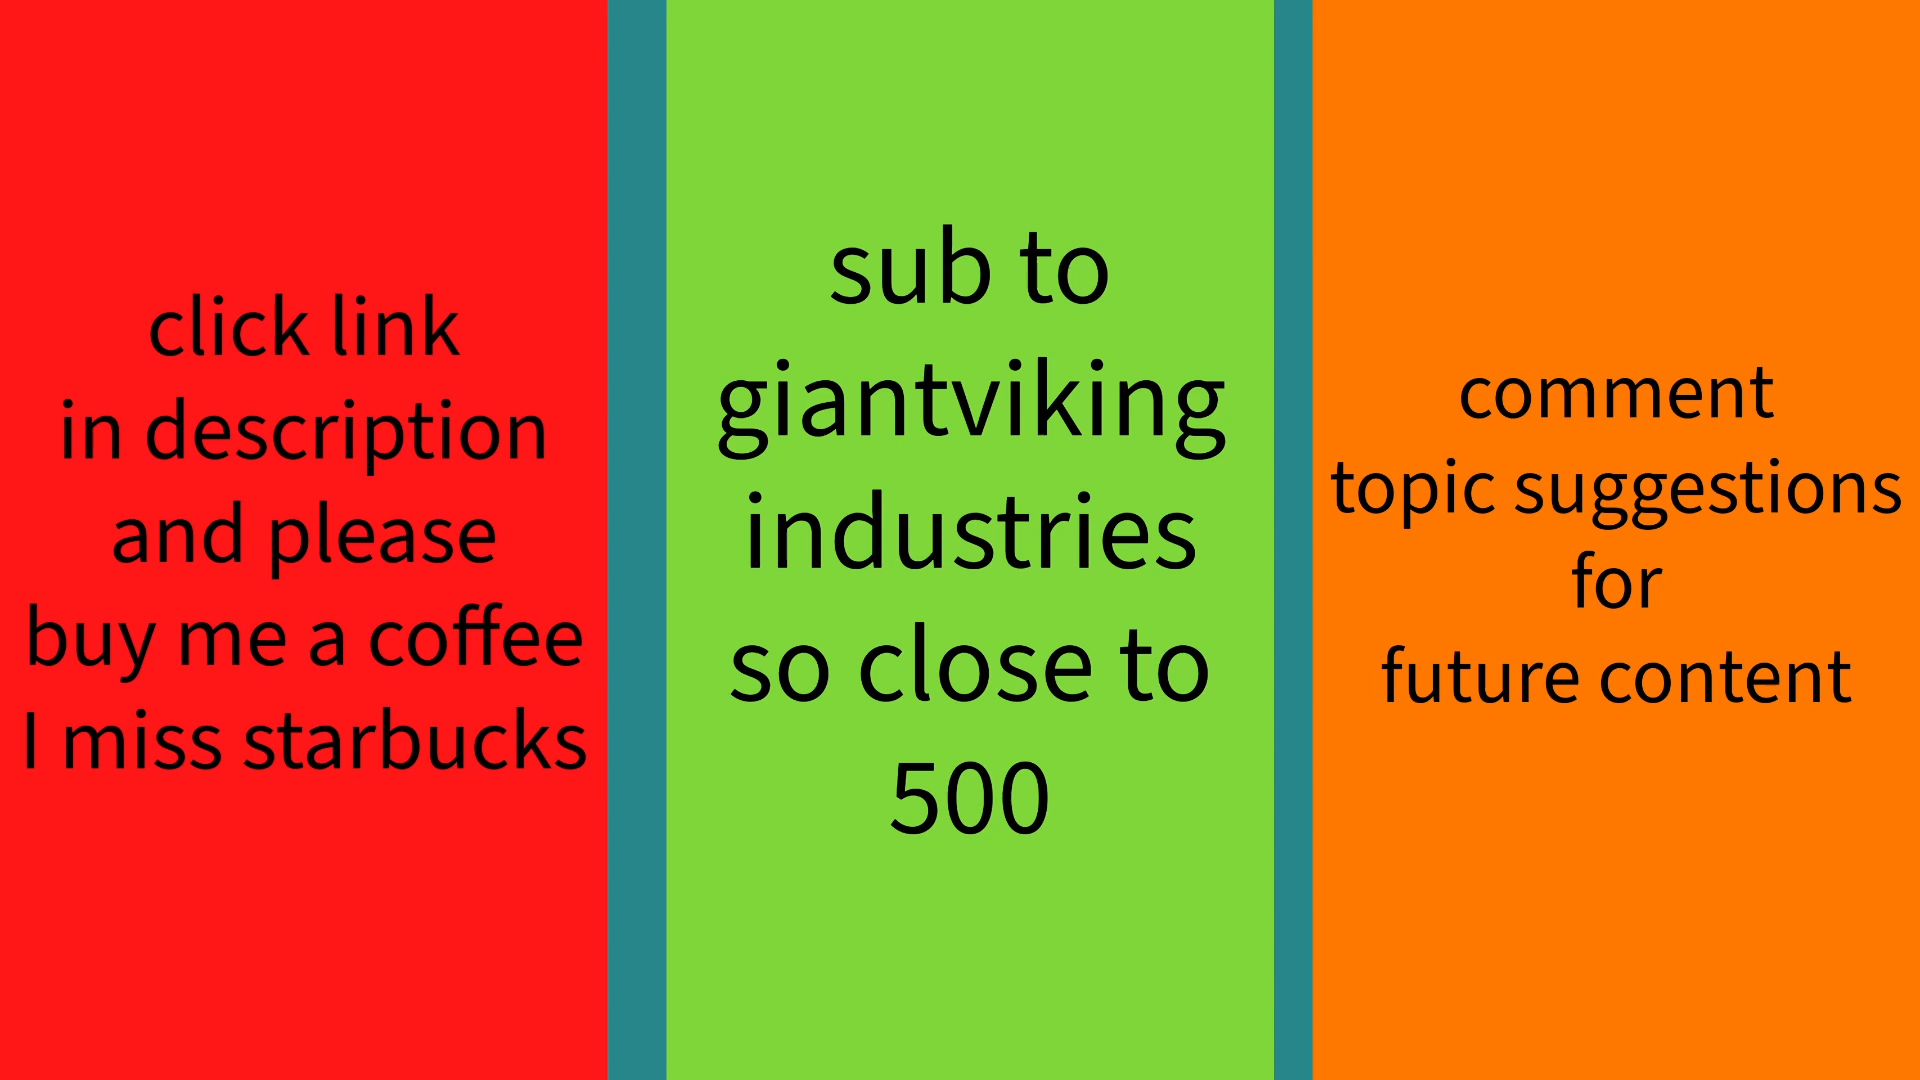 click link
in description
and please
buy me a coffee
I miss starbucks
sub to
giantviking
industries
so close to
500
comment
topic suggestions
for
future content